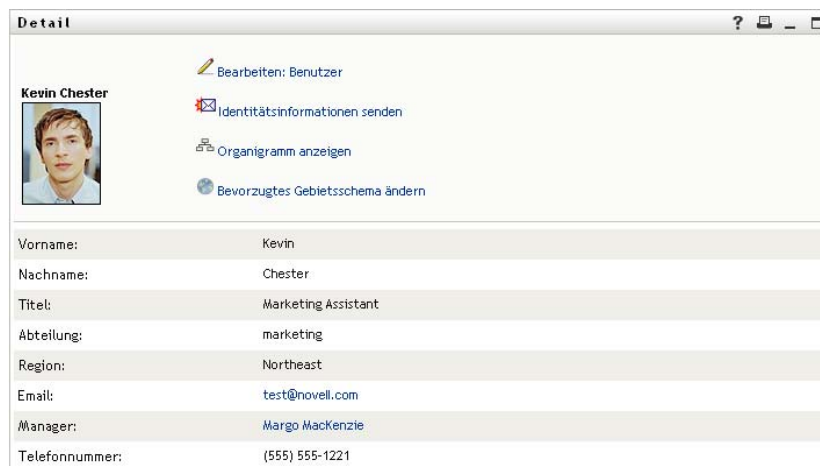 Detail
Kevin Chester
Bearbeiten: Benutzer
Identitätsinformationen senden
Organigramm anzeigen
Bevorzugtes Gebietsschema ändern
Vorname: Kevin
Nachname: Chester
Titel: Marketing Assistant
Abteilung: marketing
Region: Northeast
Email: test@novell.com
Manager: Margo MacKenzie
Telefonnummer: (555) 555-1221